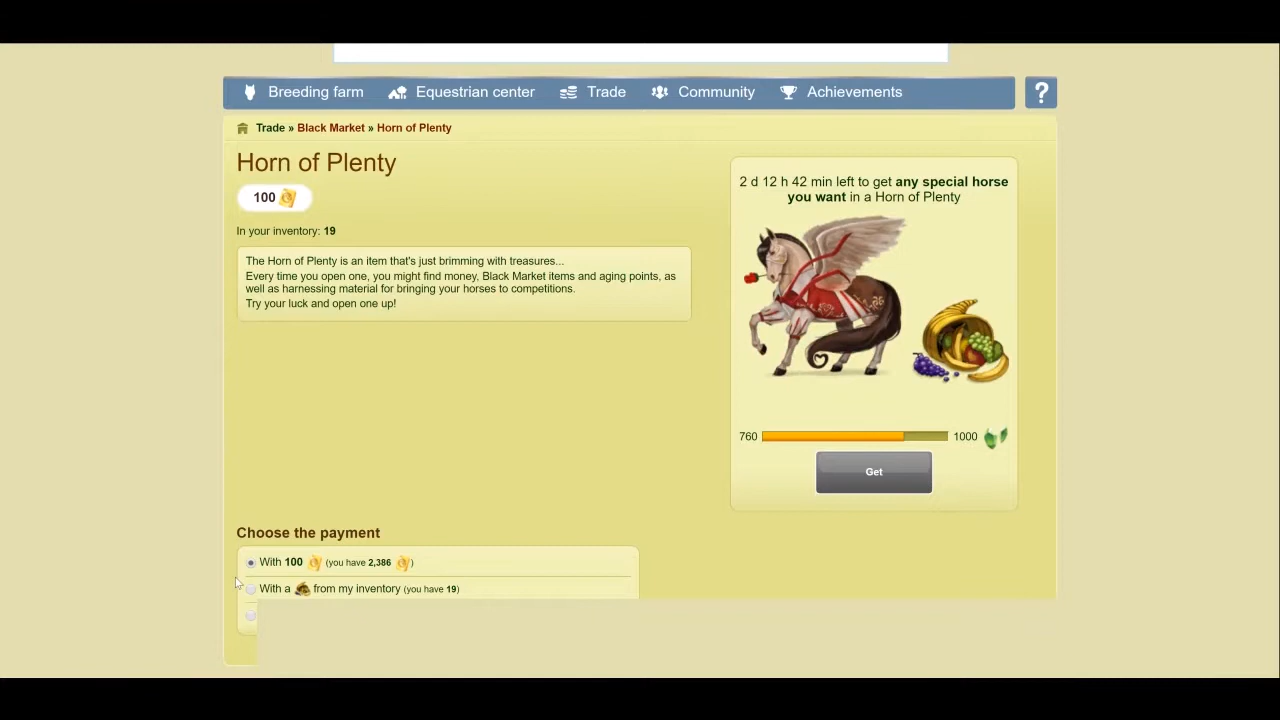 Breeding farm Equestrian center Trade Community Achievements ?
Trade » Black Market » Horn of Plenty
Horn of Plenty
100
In your inventory: 19
The Horn of Plenty is an item that's just brimming with treasures...
Every time you open one, you might find money, Black Market items and aging points, as
well as harnessing material for bringing your horses to competitions.
Try your luck and open one up!
2 d 12 h 42 min left to get any special horse
you want in a Horn of Plenty
760 1000
Get
Choose the payment
With 100 (you have 2,386 )
With a from my inventory (you have 19)